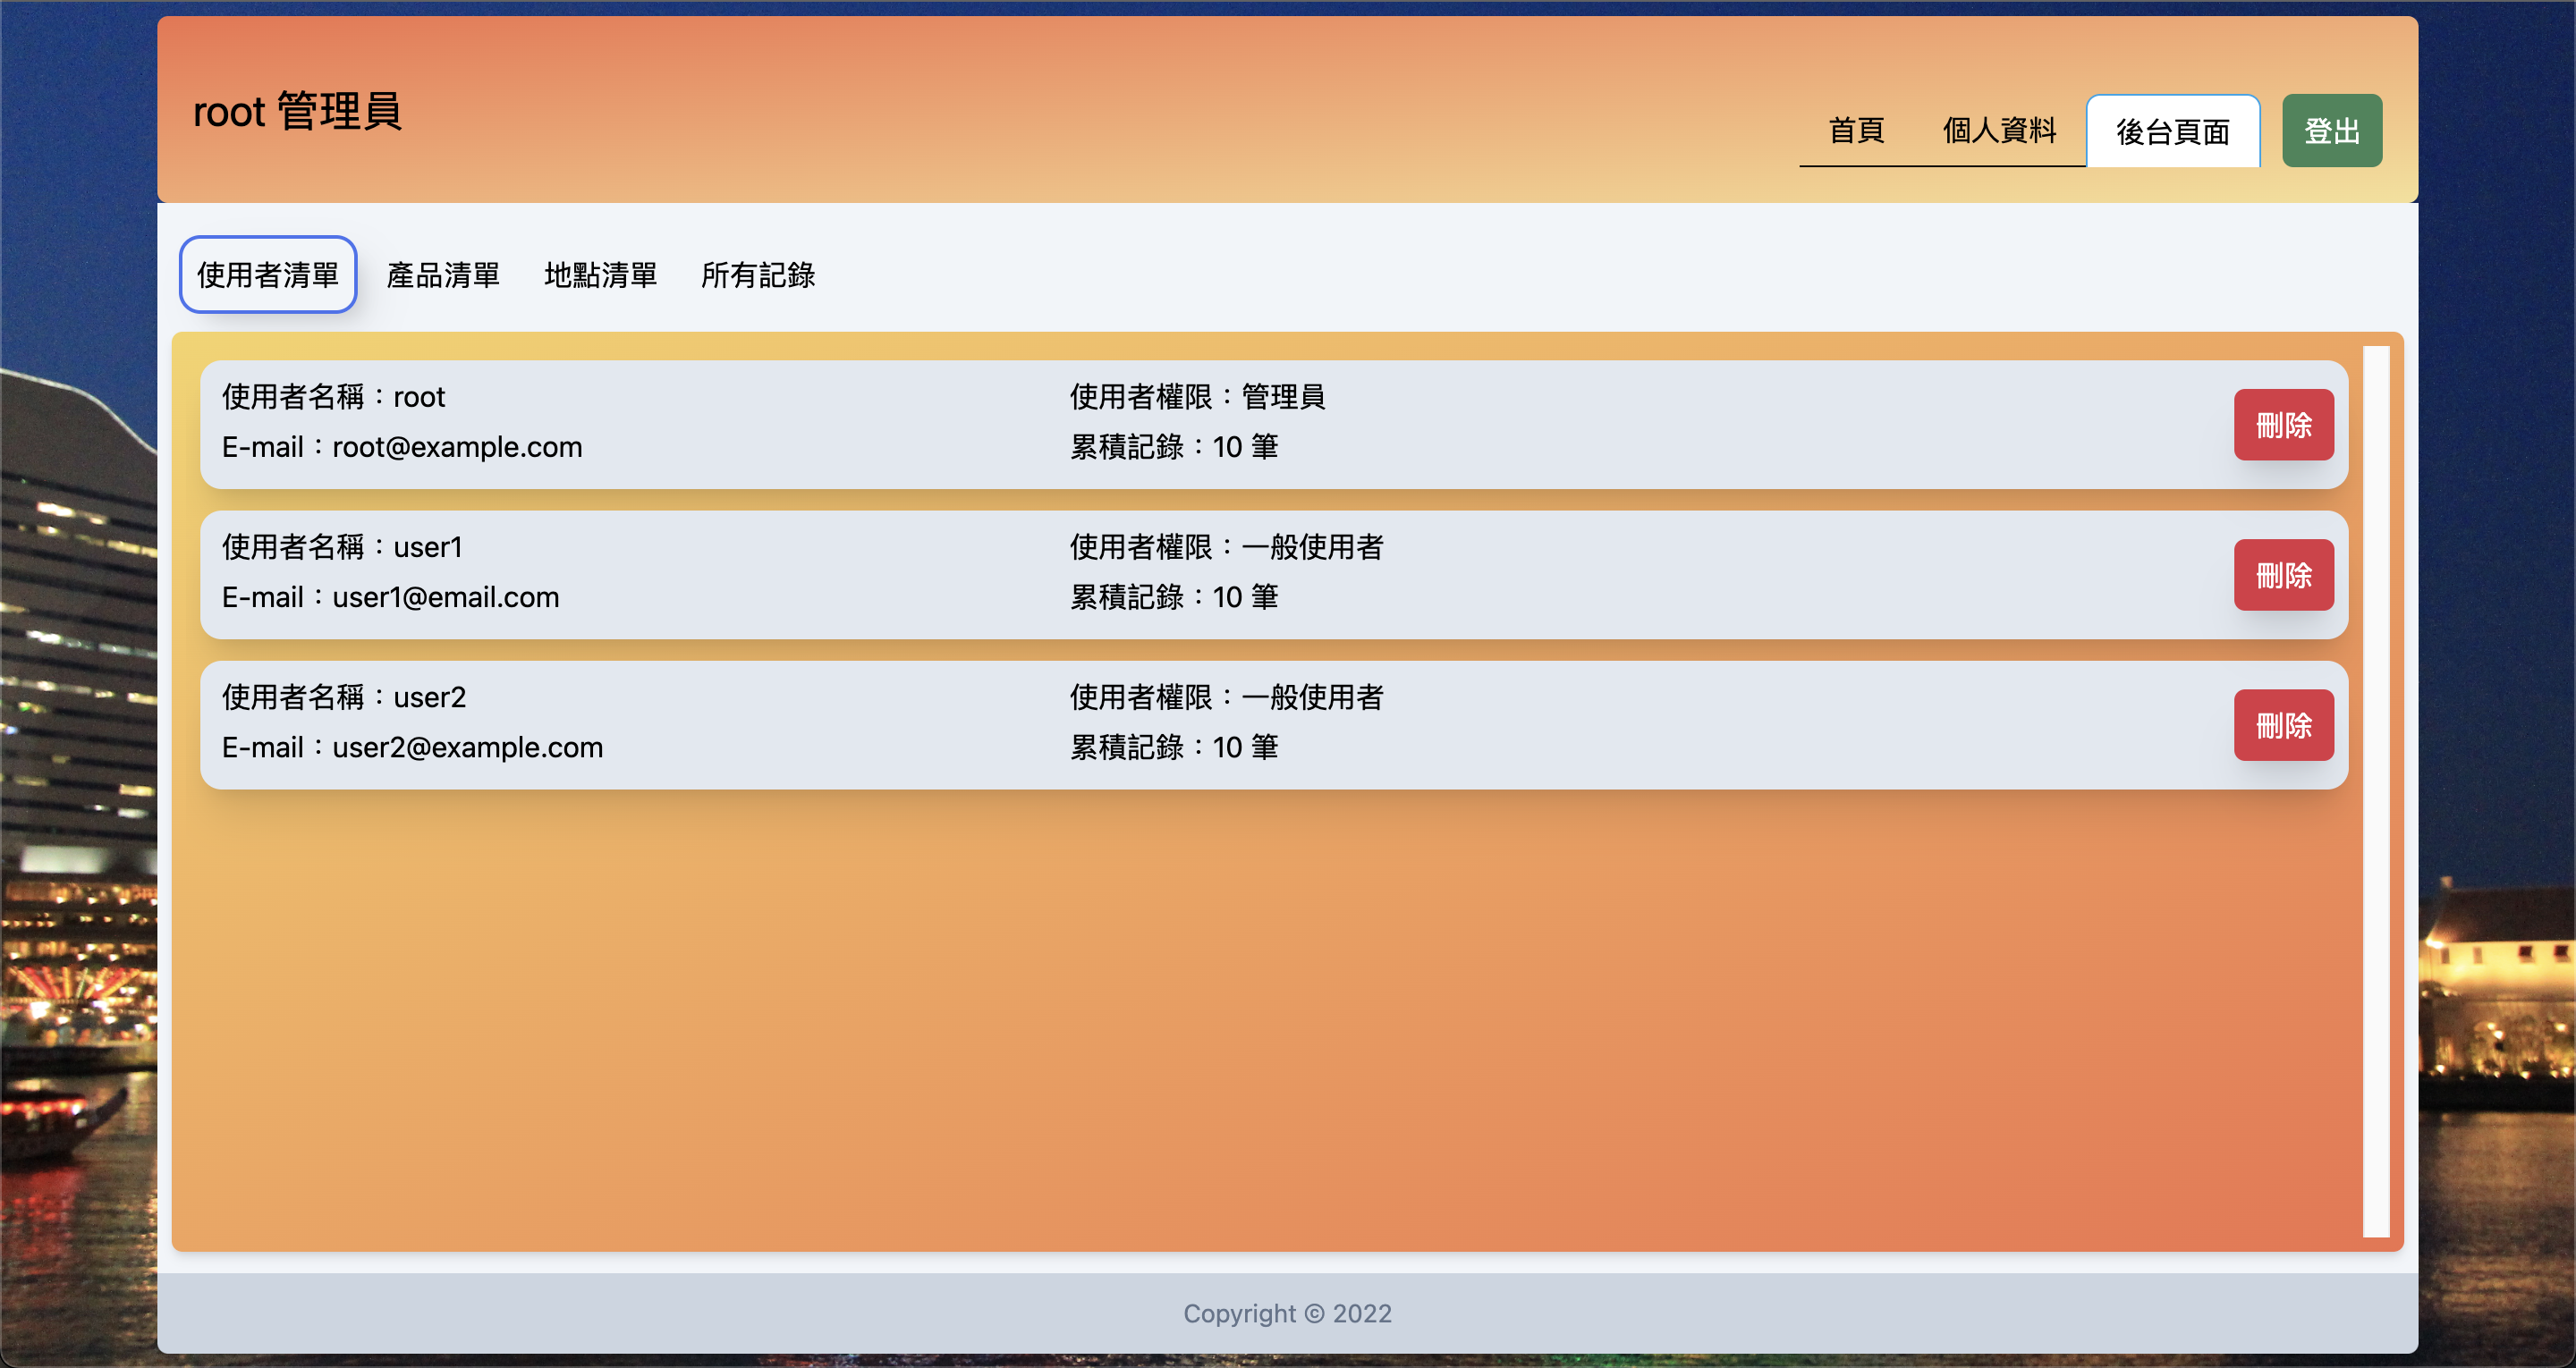 root 管理員
首頁 個人資料 後台頁面 登出
使用者清單 產品清單 地點清單 所有記錄
使用者名稱：root 使用者權限：管理員
E-mail：root@example.com 累積記錄：10 筆
刪除
使用者名稱：user1 使用者權限：一般使用者
E-mail：user1@email.com 累積記錄：10 筆
刪除
使用者名稱：user2 使用者權限：一般使用者
E-mail：user2@example.com 累積記錄：10 筆
刪除
Copyright © 2022